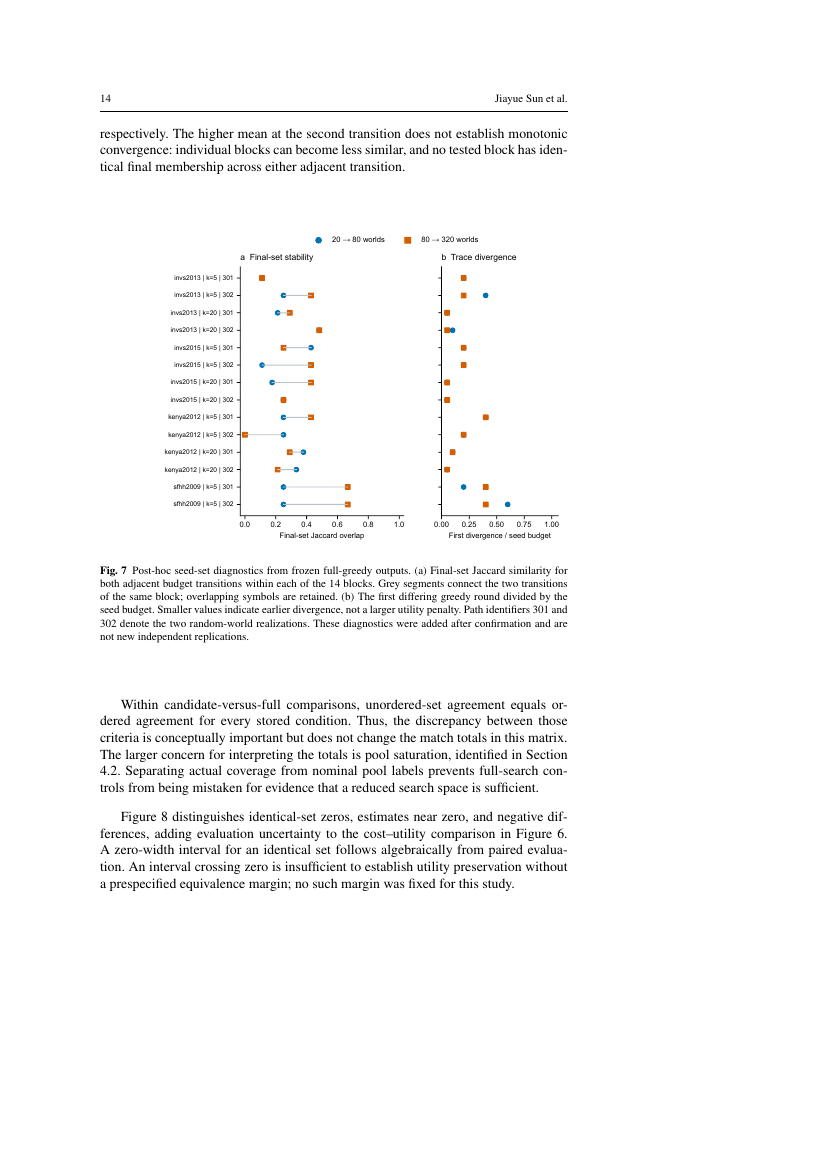 14 Jiayue Sun et al.
respectively. The higher mean at the second transition does not establish monotonic
convergence: individual blocks can become less similar, and no tested block has iden-
tical final membership across either adjacent transition.
20 → 80 worlds 80 → 320 worlds
a Final-set stability b Trace divergence
invs2013 | k=5 | 301
invs2013 | k=5 | 302
invs2013 | k=20 | 301
invs2013 | k=20 | 302
invs2015 | k=5 | 301
invs2015 | k=5 | 302
invs2015 | k=20 | 301
invs2015 | k=20 | 302
kenya2012 | k=5 | 301
kenya2012 | k=5 | 302
kenya2012 | k=20 | 301
kenya2012 | k=20 | 302
sfhh2009 | k=5 | 301
sfhh2009 | k=5 | 302
0.0 0.2 0.4 0.6 0.8 1.0 0.00 0.25 0.50 0.75 1.00
Final-set Jaccard overlap First divergence / seed budget
Fig. 7 Post-hoc seed-set diagnostics from frozen full-greedy outputs. (a) Final-set Jaccard similarity for
both adjacent budget transitions within each of the 14 blocks. Grey segments connect the two transitions
of the same block; overlapping symbols are retained. (b) The first differing greedy round divided by the
seed budget. Smaller values indicate earlier divergence, not a larger utility penalty. Path identifiers 301 and
302 denote the two random-world realizations. These diagnostics were added after confirmation and are
not new independent replications.
Within candidate-versus-full comparisons, unordered-set agreement equals or-
dered agreement for every stored condition. Thus, the discrepancy between those
criteria is conceptually important but does not change the match totals in this matrix.
The larger concern for interpreting the totals is pool saturation, identified in Section
4.2. Separating actual coverage from nominal pool labels prevents full-search con-
trols from being mistaken for evidence that a reduced search space is sufficient.
Figure 8 distinguishes identical-set zeros, estimates near zero, and negative dif-
ferences, adding evaluation uncertainty to the cost–utility comparison in Figure 6.
A zero-width interval for an identical set follows algebraically from paired evalua-
tion. An interval crossing zero is insufficient to establish utility preservation without
a prespecified equivalence margin; no such margin was fixed for this study.